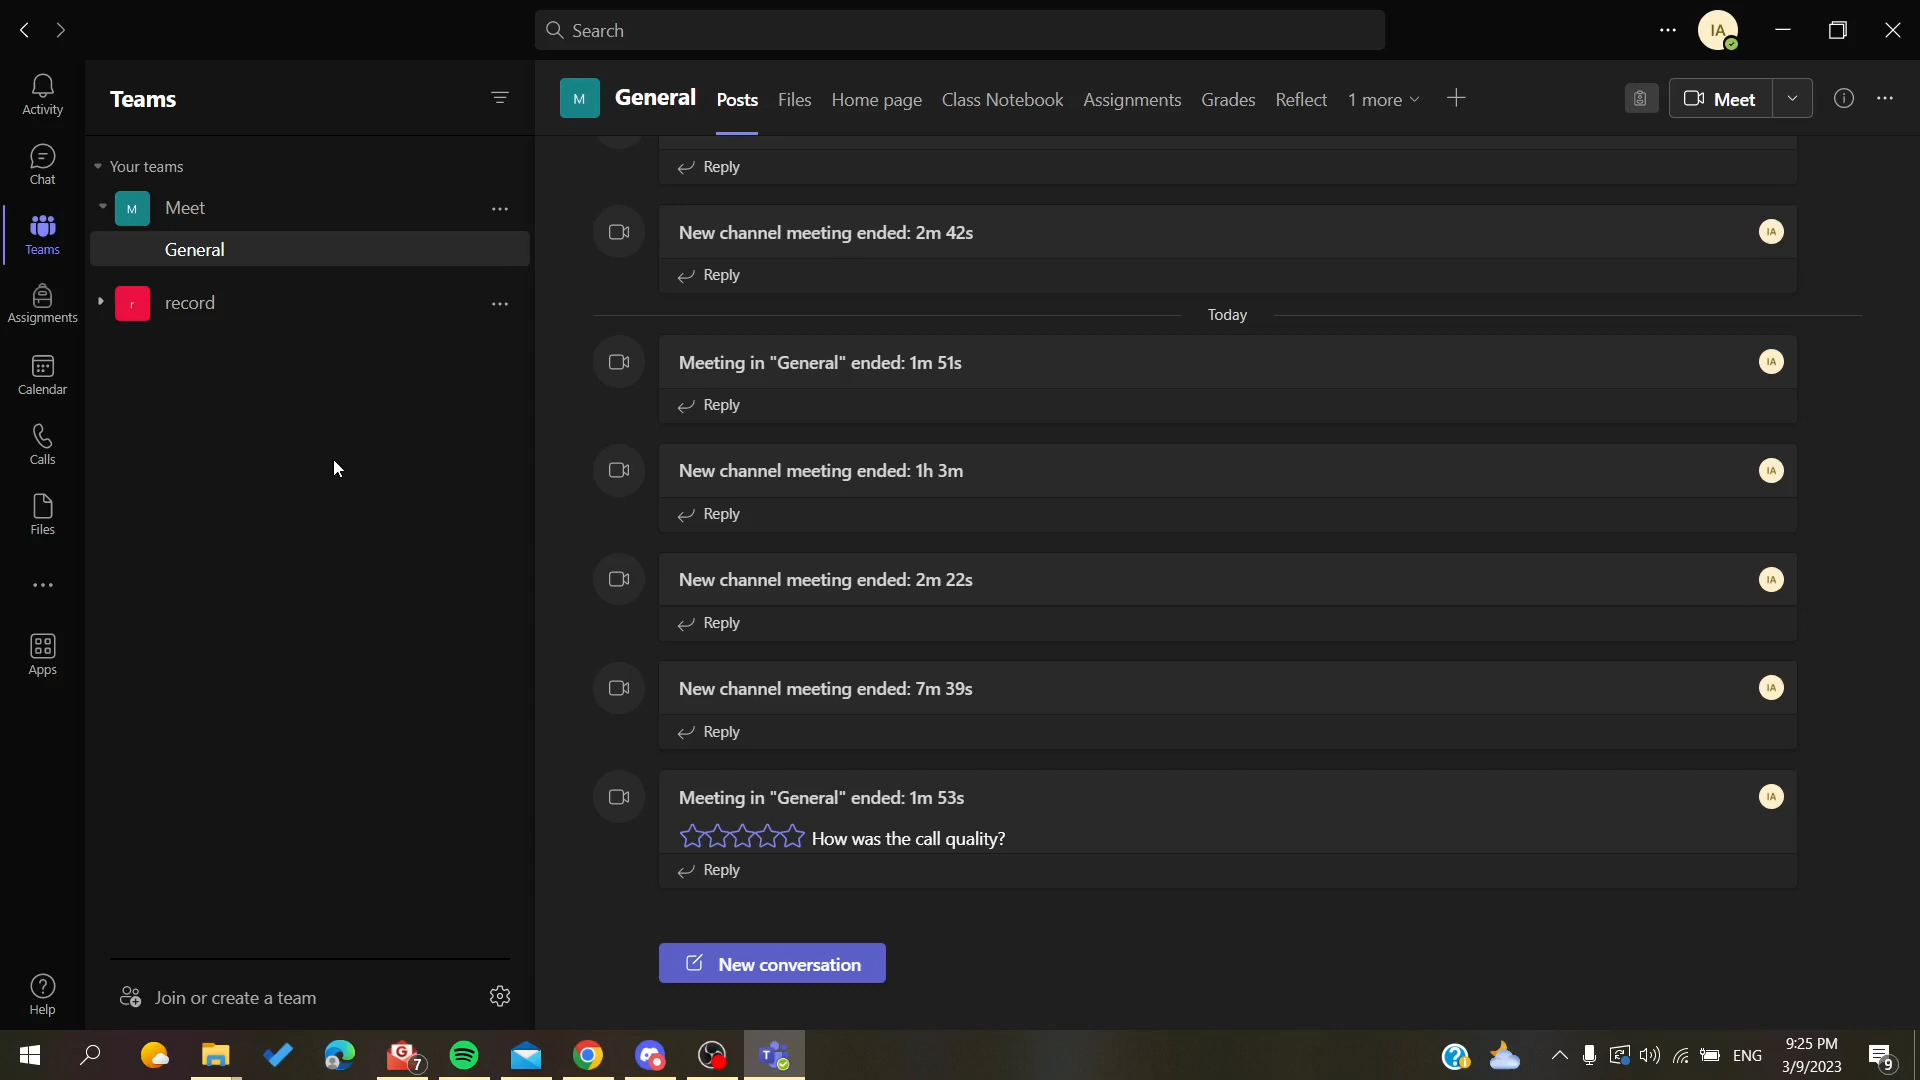 Search
IA
Activity
Chat
Teams
Assignments
Calendar
Calls
Files
Apps
Help
Teams
Your teams
M Meet
General
r record
Join or create a team
M General Posts Files Home page Class Notebook Assignments Grades Reflect 1 more
Meet
Reply
New channel meeting ended: 2m 42s
IA
Reply
Today
Meeting in "General" ended: 1m 51s
IA
Reply
New channel meeting ended: 1h 3m
IA
Reply
New channel meeting ended: 2m 22s
IA
Reply
New channel meeting ended: 7m 39s
IA
Reply
Meeting in "General" ended: 1m 53s
IA
How was the call quality?
Reply
New conversation
G 7
T
ENG
9:25 PM
3/9/2023
9